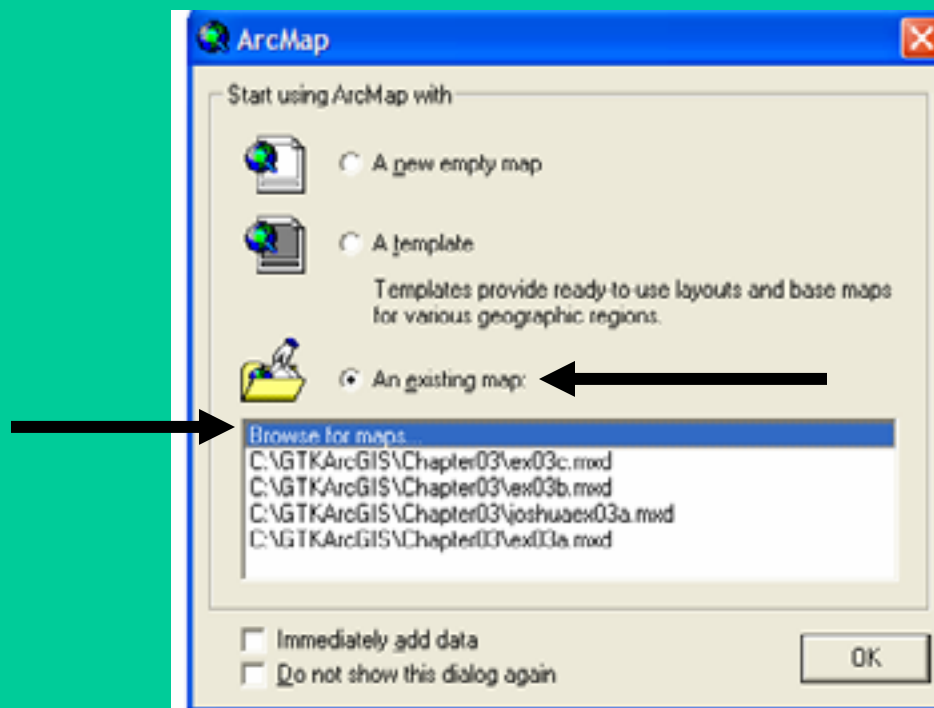 ArcMap
Start using ArcMap with
A new empty map
A template
Templates provide ready-to-use layouts and base maps
for various geographic regions.
An existing map:
Browse for maps...
C:\GTKArcGIS\Chapter03\ex03c.mxd
C:\GTKArcGIS\Chapter03\ex03b.mxd
C:\GTKArcGIS\Chapter03\joshuaex03a.mxd
C:\GTKArcGIS\Chapter03\ex03a.mxd
Immediately add data
Do not show this dialog again
OK